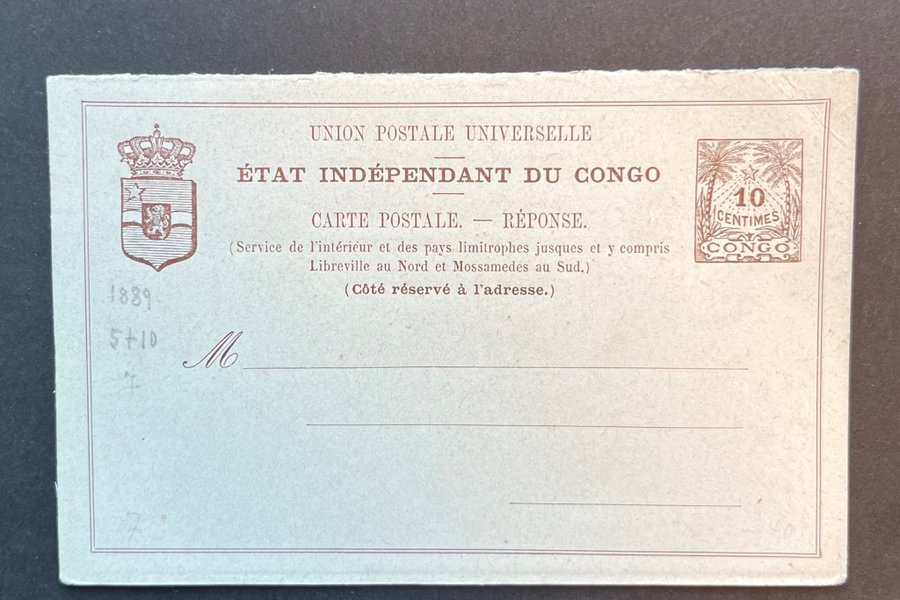 UNION POSTALE UNIVERSELLE
ÉTAT INDÉPENDANT DU CONGO
CARTE POSTALE. — RÉPONSE.
(Service de l'intérieur et des pays limitrophes jusques et y compris
Libreville au Nord et Mossamedes au Sud.)
(Côté réservé à l'adresse.)
10
CENTIMES
CONGO
1889
5+10
7
M
7